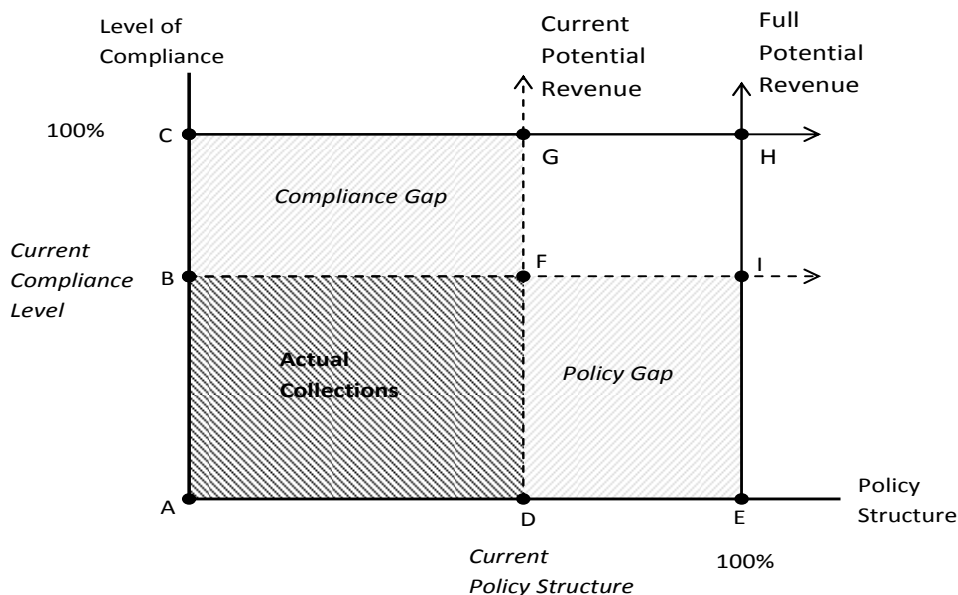 Level of
Compliance
Current
Potential
Revenue
Full
Potential
Revenue
100%
C
G
H
Compliance Gap
Current
Compliance
Level
B
F
I
Actual
Collections
Policy Gap
A
D
E
Policy
Structure
Current
Policy Structure
100%